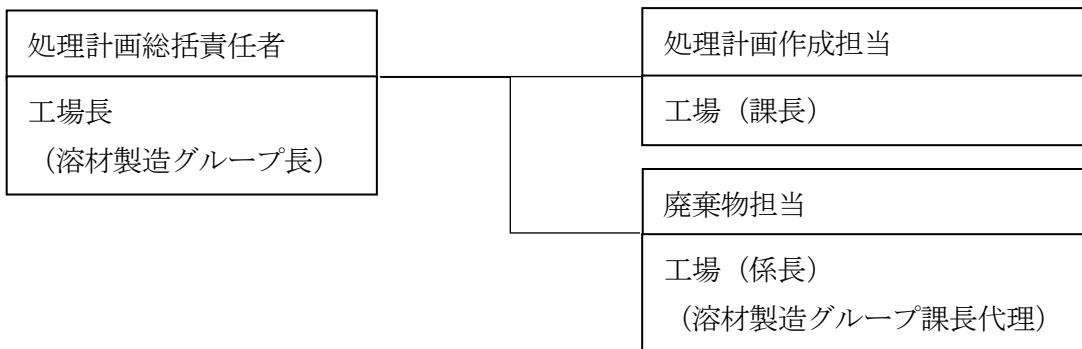 処理計画総括責任者
工場長
（溶材製造グループ長）
処理計画作成担当
工場（課長）
廃棄物担当
工場（係長）
（溶材製造グループ課長代理）